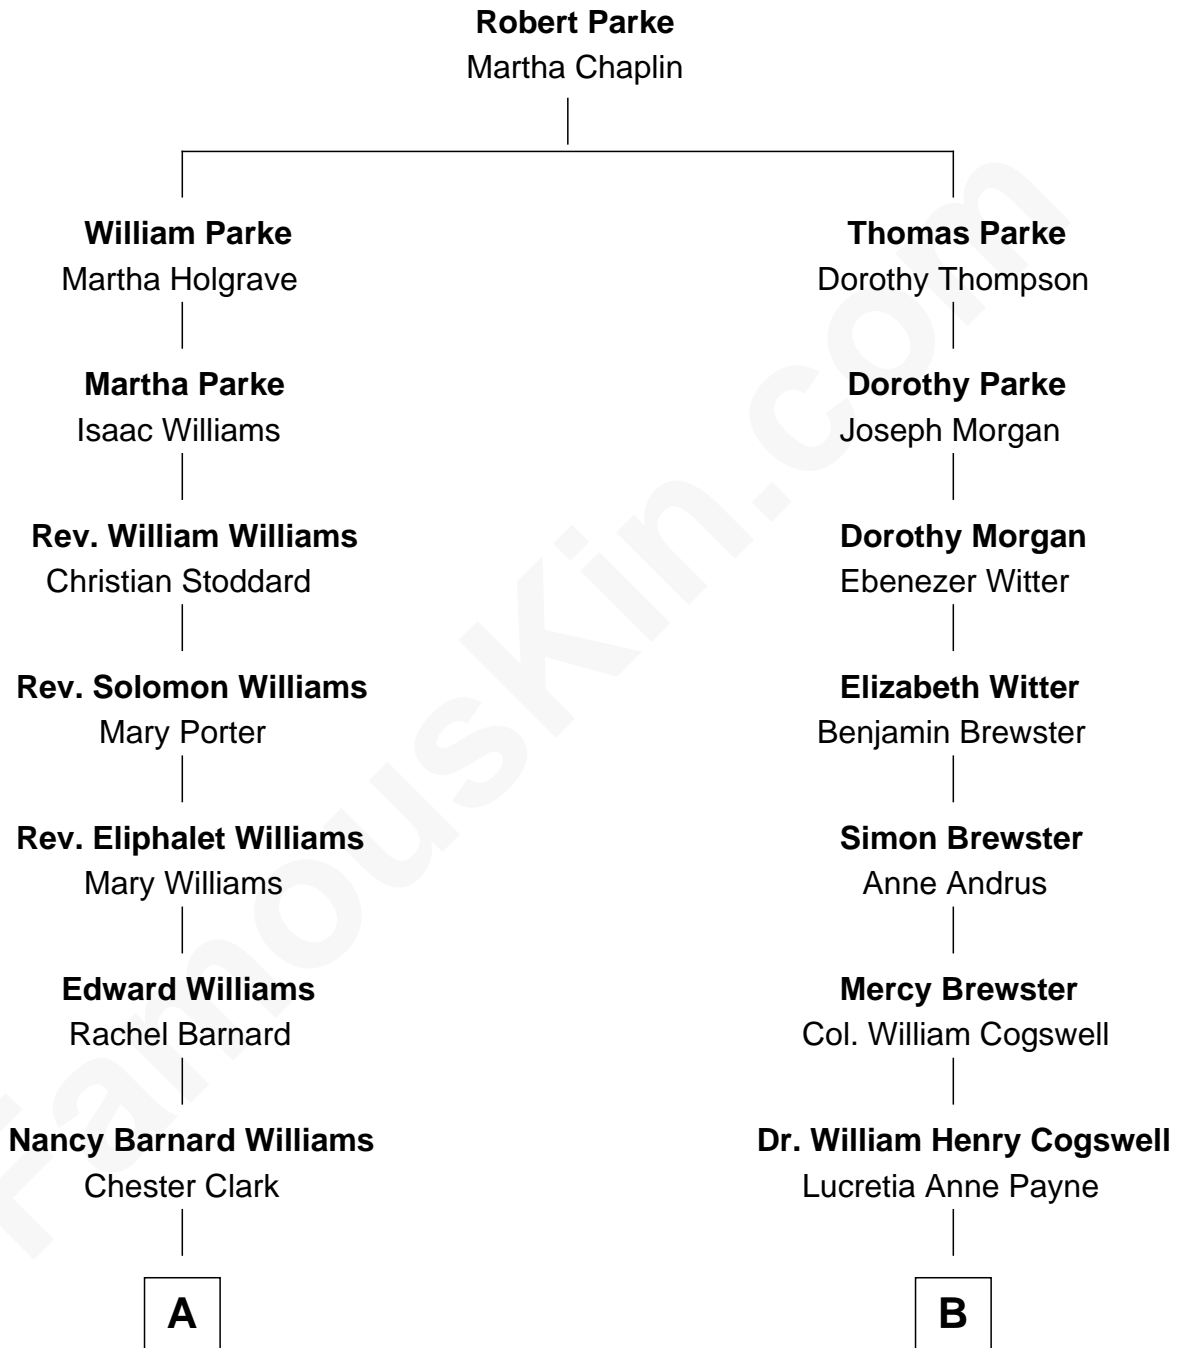 Robert Parke
Martha Chaplin
William Parke
Martha Holgrave
Thomas Parke
Dorothy Thompson
Martha Parke
Isaac Williams
Dorothy Parke
Joseph Morgan
Rev. William Williams
Christian Stoddard
Dorothy Morgan
Ebenezer Witter
Rev. Solomon Williams
Mary Porter
Elizabeth Witter
Benjamin Brewster
Rev. Eliphalet Williams
Mary Williams
Simon Brewster
Anne Andrus
Edward Williams
Rachel Barnard
Mercy Brewster
Col. William Cogswell
Nancy Barnard Williams
Chester Clark
Dr. William Henry Cogswell
Lucretia Anne Payne
A
B
FamousKin.com